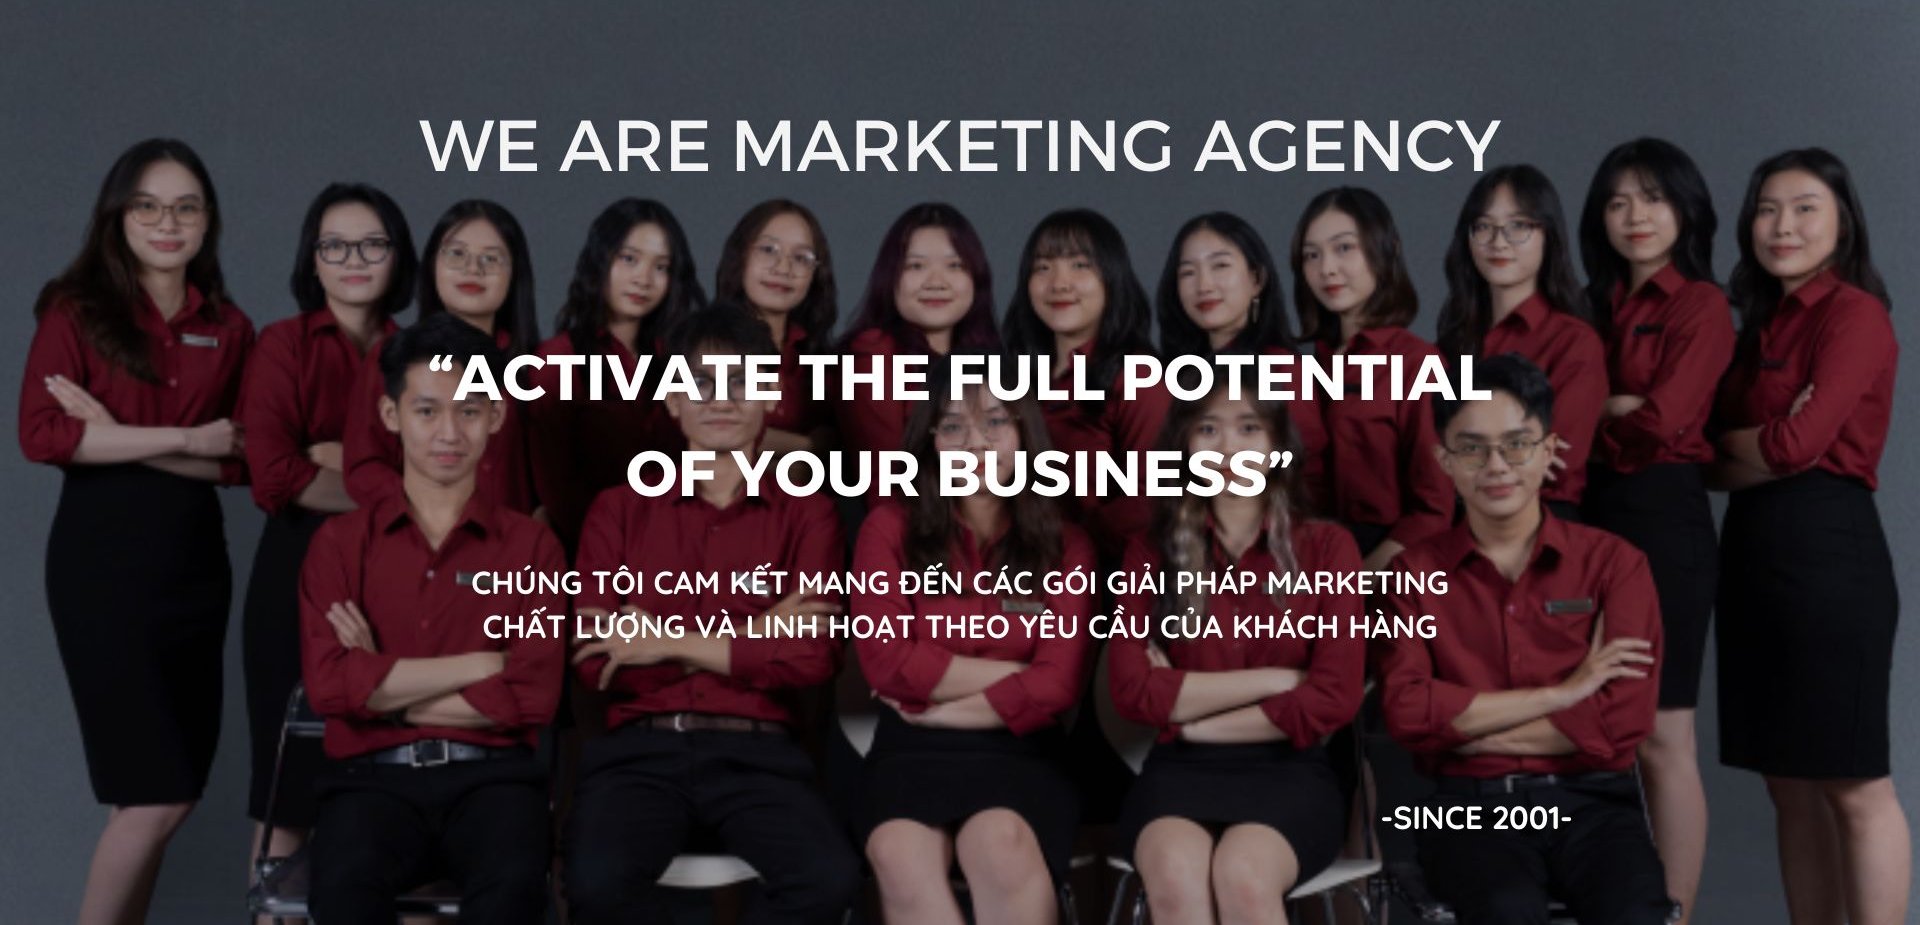 WE ARE MARKETING AGENCY
“ACTIVATE THE FULL POTENTIAL
OF YOUR BUSINESS”
CHÚNG TÔI CAM KẾT MANG ĐẾN CÁC GÓI GIẢI PHÁP MARKETING
CHẤT LƯỢNG VÀ LINH HOẠT THEO YÊU CẦU CỦA KHÁCH HÀNG
-SINCE 2001-